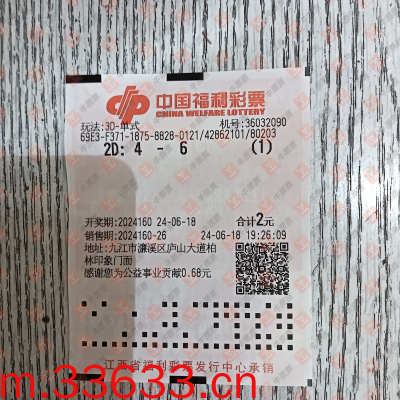 中国福利彩票
CHINA WELFARE LOTTERY
玩法:3D-单式 机号:36032090
69E3-F371-1875-8828-0121/42862101/80203
2D: 4 - 6 (1)
开奖期:2024160 24-06-18 合计2元
销售期:2024160-26 24-06-18 19:26:09
地址:九江市濂溪区庐山大道柏
林印象门面
感谢您为公益事业贡献0.68元
江西省福利彩票发行中心承销
m.33633.cn